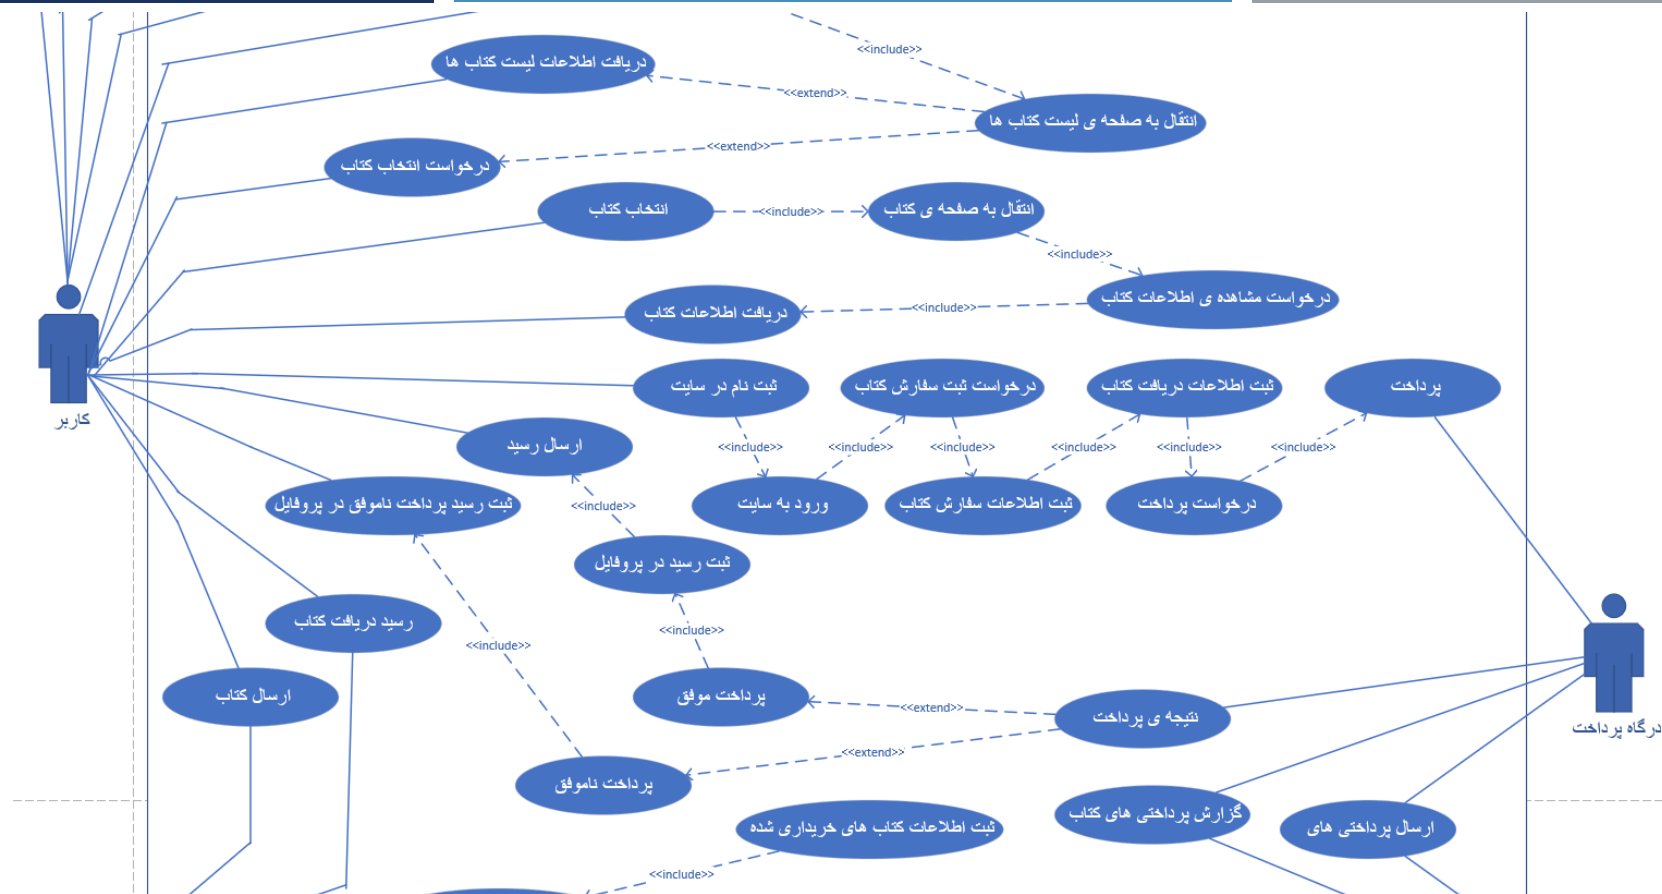 <<include>>
دریافت اطلاعات لیست کتاب ها
<<extend>>
انتقال به صفحه ی لیست کتاب ها
<<extend>>
درخواست انتخاب کتاب
انتخاب کتاب
<<include>>
انتقال به صفحه ی کتاب
<<include>>
درخواست مشاهده ی اطلاعات کتاب
<<include>>
دریافت اطلاعات کتاب
کاربر
ثبت نام در سایت
درخواست ثبت سفارش کتاب
ثبت اطلاعات دریافت کتاب
پرداخت
<<include>>
<<include>>
<<include>>
<<include>>
<<include>>
<<include>>
ارسال رسید
ثبت رسید پرداخت ناموفق در پروفایل
<<include>>
ورود به سایت
ثبت اطلاعات سفارش کتاب
درخواست پرداخت
ثبت رسید در پروفایل
رسید دریافت کتاب
<<include>>
<<include>>
ارسال کتاب
پرداخت موفق
<<extend>>
نتیجه ی پرداخت
درگاه پرداخت
<<extend>>
پرداخت ناموفق
ثبت اطلاعات کتاب های خریداری شده
گزارش پرداختی های کتاب
ارسال پرداختی های
<<include>>